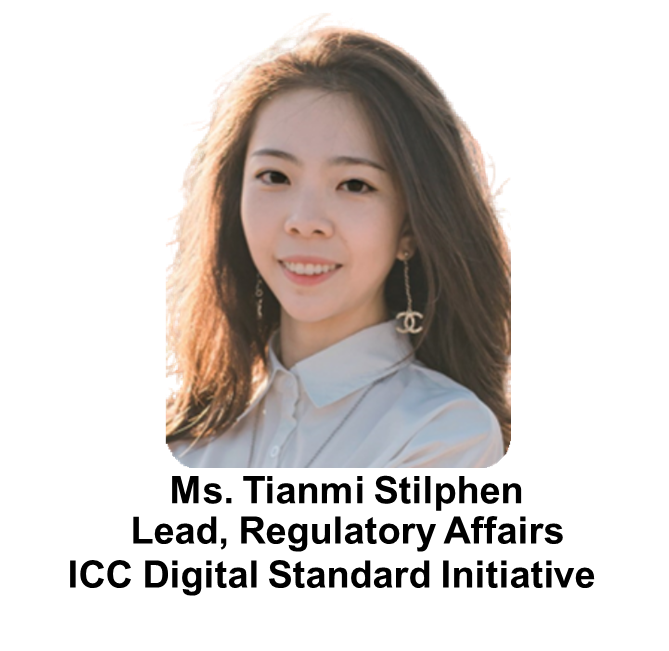 Ms. Tianmi Stilphen
Lead, Regulatory Affairs
ICC Digital Standard Initiative